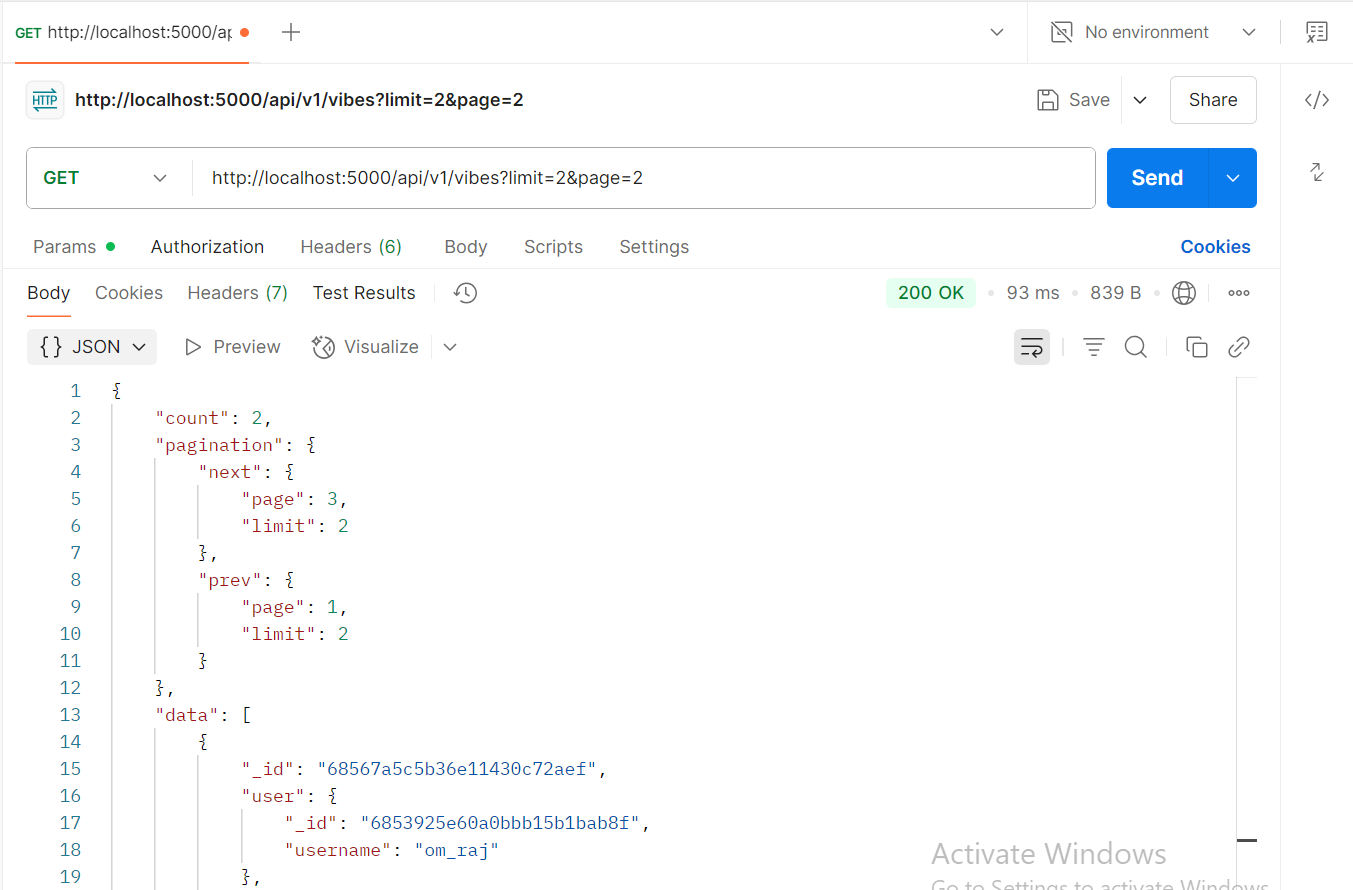 GET http://localhost:5000/ap
No environment
HTTP http://localhost:5000/api/v1/vibes?limit=2&page=2
Save
Share
GET http://localhost:5000/api/v1/vibes?limit=2&page=2
Send
Params Authorization Headers (6) Body Scripts Settings Cookies
Body Cookies Headers (7) Test Results 200 OK 93 ms 839 B
{} JSON Preview Visualize
1 {
2 "count": 2,
3 "pagination": {
4 "next": {
5 "page": 3,
6 "limit": 2
7 },
8 "prev": {
9 "page": 1,
10 "limit": 2
11 }
12 },
13 "data": [
14 {
15 "_id": "68567a5c5b36e11430c72aef",
16 "user": {
17 "_id": "6853925e60a0bbb15b1bab8f",
18 "username": "om_raj"
19 },
Activate Windows
Go to Settings to activate Windows